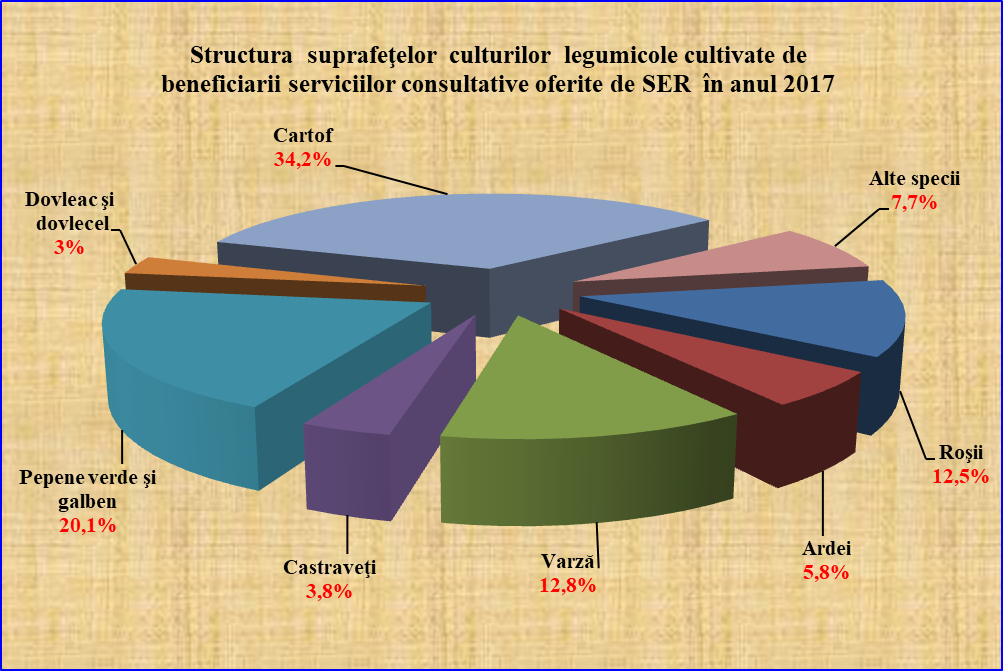 Structura suprafeţelor culturilor legumicole cultivate de
beneficiarii serviciilor consultative oferite de SER în anul 2017
Cartof
34,2%
Alte specii
7,7%
Dovleac şi
dovlecel
3%
Roşii
12,5%
Pepene verde şi
galben
20,1%
Ardei
5,8%
Varză
12,8%
Castraveţi
3,8%